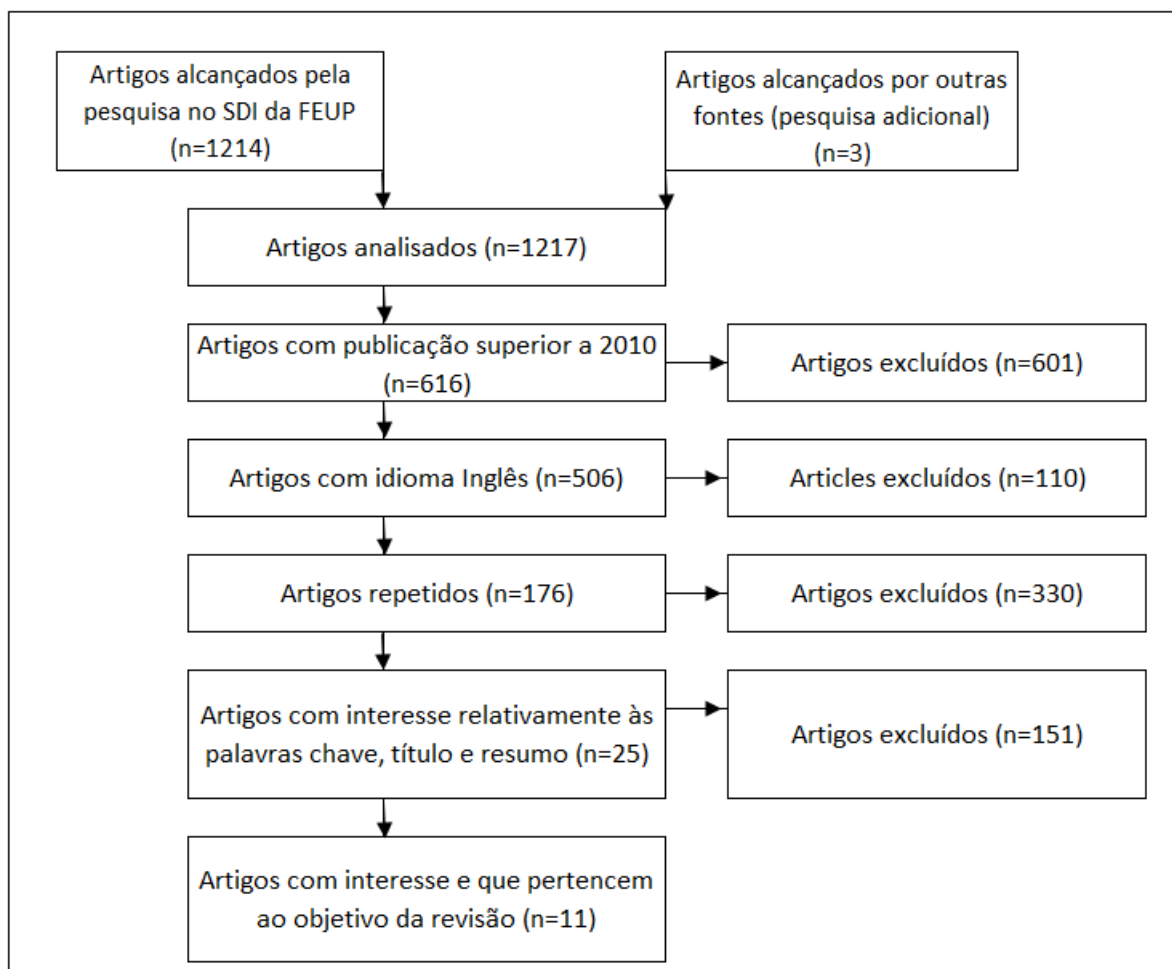 Artigos alcançados pela
pesquisa no SDI da FEUP
(n=1214)
Artigos alcançados por outras
fontes (pesquisa adicional)
(n=3)
Artigos analisados (n=1217)
Artigos com publicação superior a 2010
(n=616)
Artigos excluídos (n=601)
Artigos com idioma Inglês (n=506)
Articles excluídos (n=110)
Artigos repetidos (n=176)
Artigos excluídos (n=330)
Artigos com interesse relativamente às
palavras chave, título e resumo (n=25)
Artigos excluídos (n=151)
Artigos com interesse e que pertencem
ao objetivo da revisão (n=11)